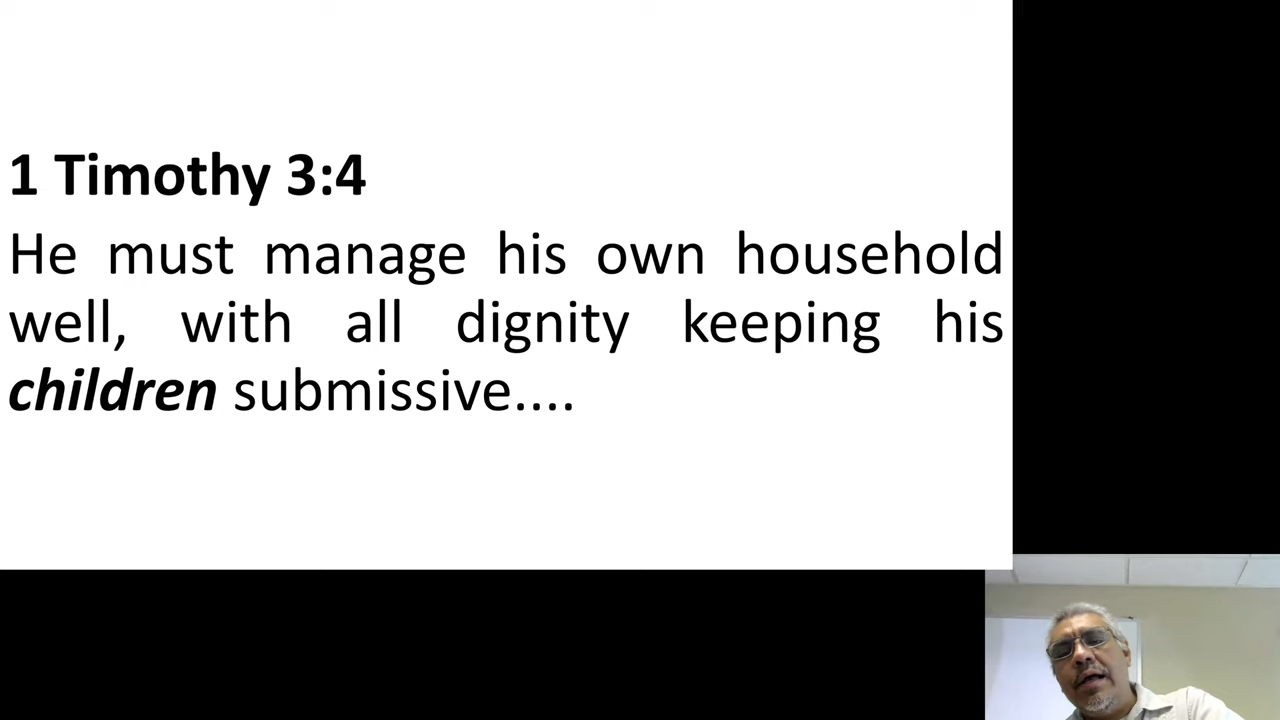 1 Timothy 3:4
He must manage his own household
well, with all dignity keeping his
children submissive....